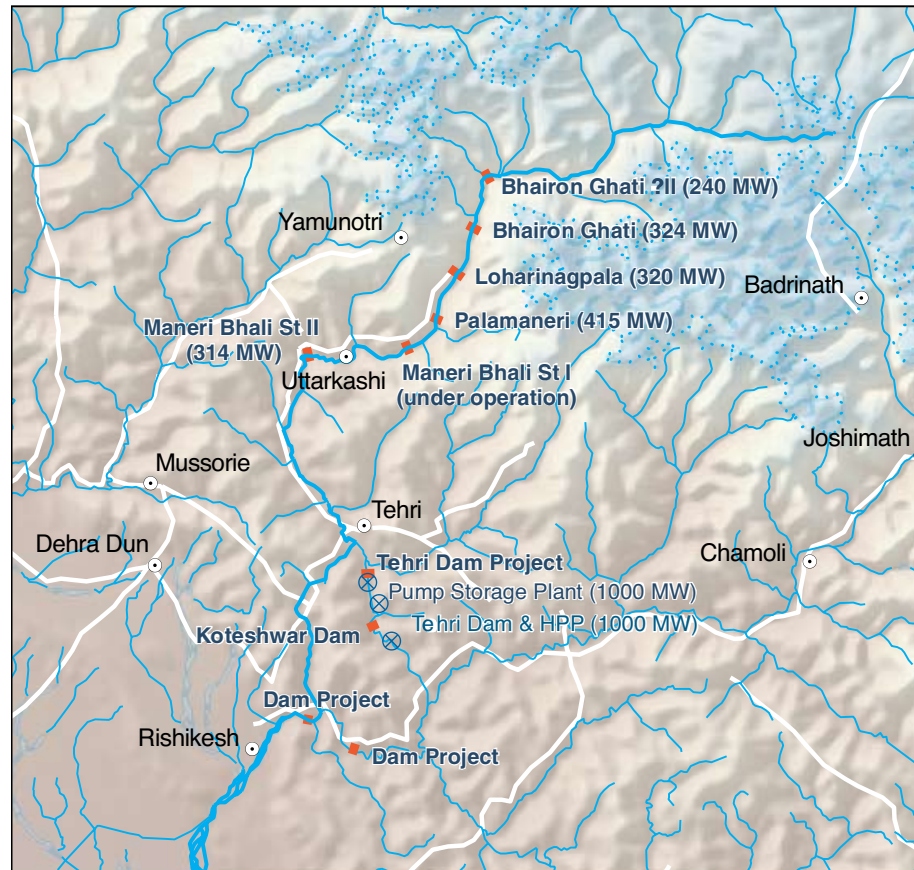 Bhairon Ghati ?II (240 MW)
Yamunotri
Bhairon Ghati (324 MW)
Loharinagpala (320 MW)
Badrinath
Palamaneri (415 MW)
Maneri Bhali St II
(314 MW)
Uttarkashi
Maneri Bhali St I
(under operation)
Joshimath
Mussorie
Tehri
Dehra Dun
Chamoli
Tehri Dam Project
Pump Storage Plant (1000 MW)
Tehri Dam & HPP (1000 MW)
Koteshwar Dam
Dam Project
Rishikesh
Dam Project